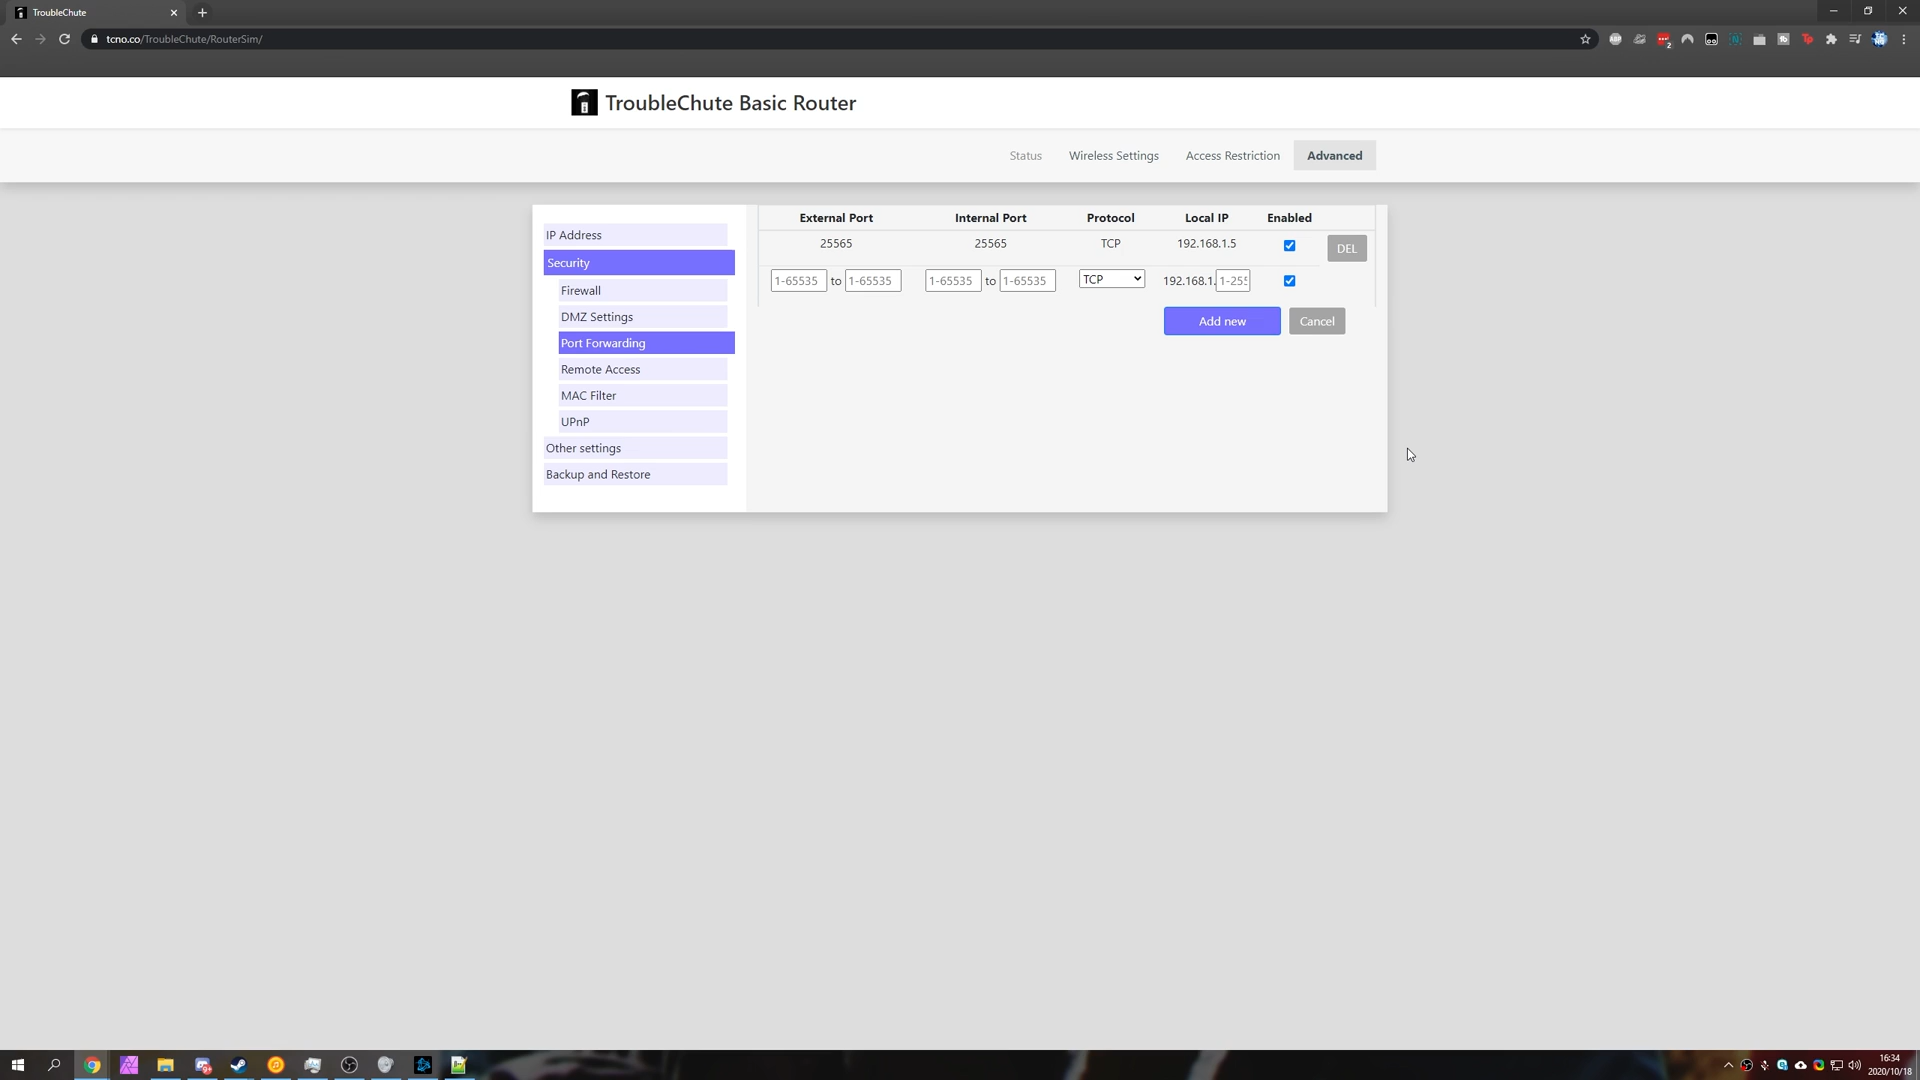 TroubleChute
tcno.co/TroubleChute/RouterSim/
TroubleChute Basic Router
Status Wireless Settings Access Restriction Advanced
IP Address
Security
Firewall
DMZ Settings
Port Forwarding
Remote Access
MAC Filter
UPnP
Other settings
Backup and Restore
External Port Internal Port Protocol Local IP Enabled
25565 25565 TCP 192.168.1.5 DEL
1-65535 to 1-65535 1-65535 to 1-65535 TCP 192.168.1. 1-255
Add new Cancel
16:34
2020/10/18